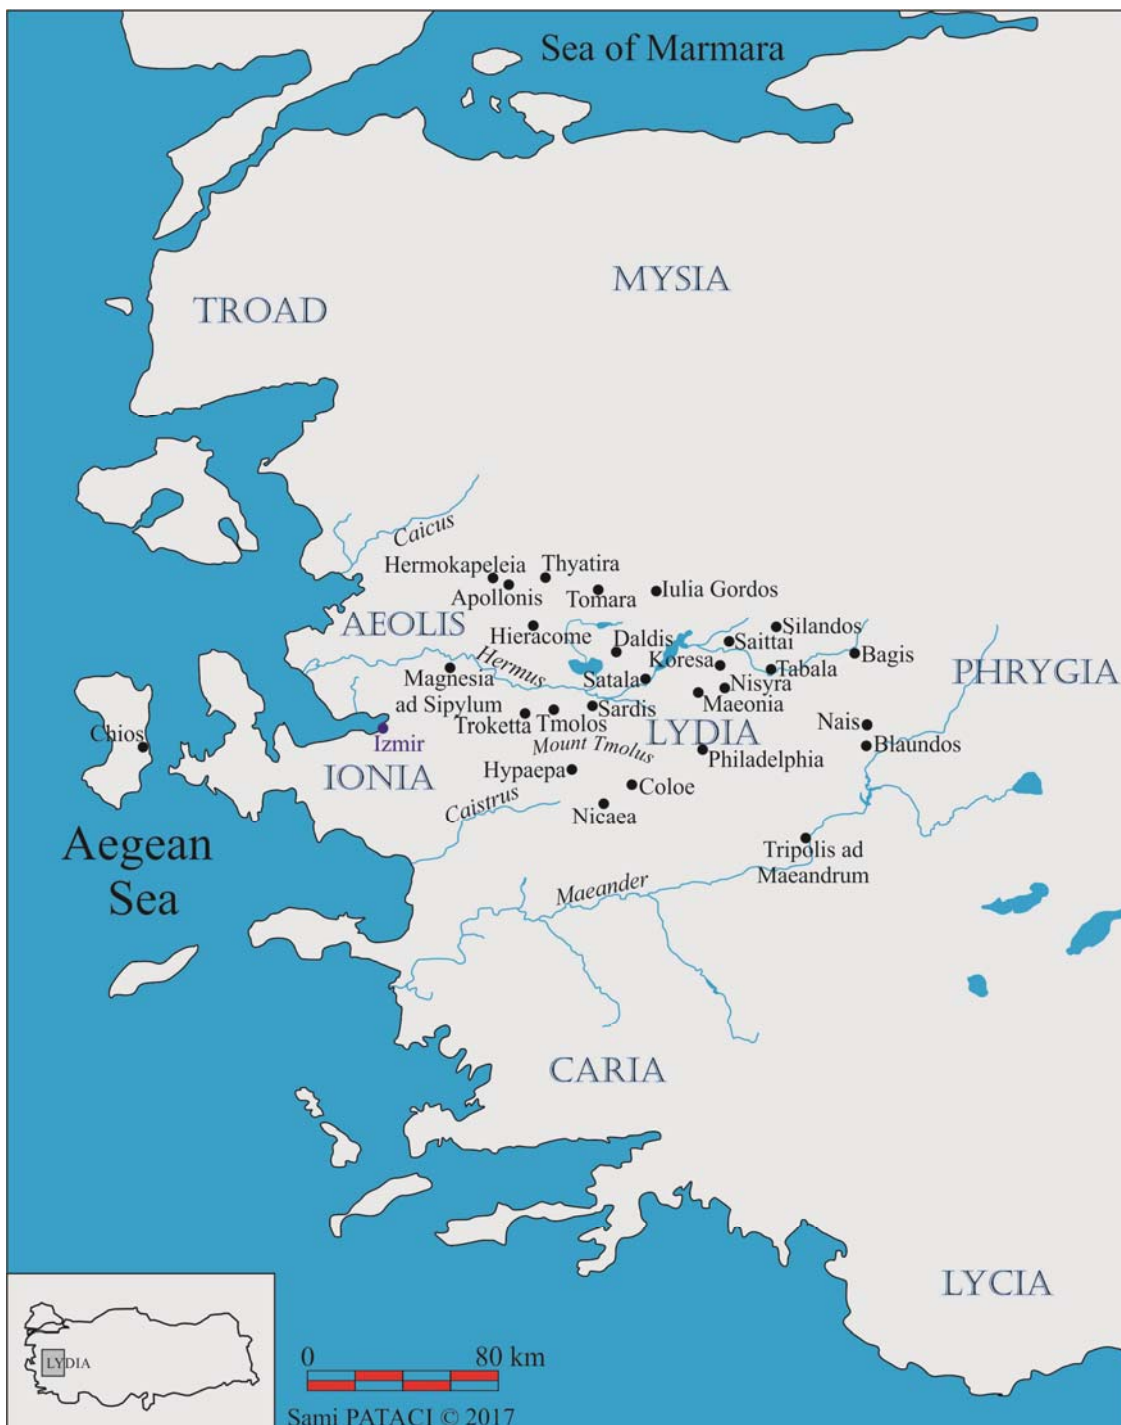 Sea of Marmara
MYSIA
TROAD
Caicus
Hermokapeleia
Thyatira
Apollonis
Tomara
Iulia Gordos
AEOLIS
Hieracome
Daldis
Silandos
Saittai
Koresa
Bagis
Hermus
Magnesia
ad Sipylum
Satala
Tabala
PHRYGIA
Nisyra
Maeonia
Sardis
Troketta
Tmolos
LYDIA
Nais
Chios
Izmir
Mount Tmolus
Blaundos
Philadelphia
IONIA
Hypaepa
Coloe
Caistrus
Nicaea
Aegean
Sea
Tripolis ad
Maeandrum
Maeander
CARIA
LYCIA
LYDIA
0 80 km
Sami PATACI © 2017